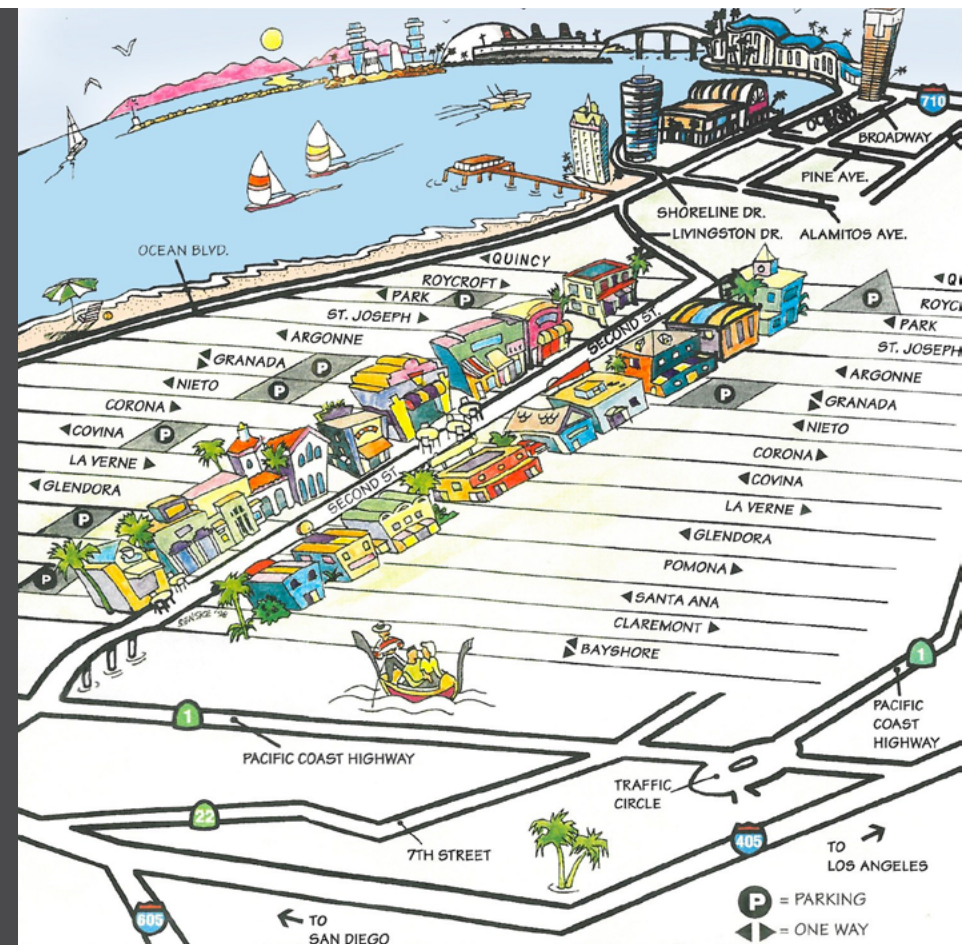 710
BROADWAY
PINE AVE.
SHORELINE DR.
LIVINGSTON DR.
ALAMITOS AVE.
OCEAN BLVD.
◀QUINCY
ROYCROFT▶
◀PARK
P
ST. JOSEPH ▶
◀ARGONNE
GRANADA
P
P
◀NIETO
CORONA▶
◀COVINA
P
LA VERNE ▶
◀GLENDORA
P
P
SECOND ST.
SECOND ST.
P
◀PARK
ST. JOSEPH
◀ARGONNE
P
GRANADA
◀NIETO
CORONA▶
◀COVINA
LA VERNE ▶
◀GLENDORA
POMONA▶
◀SANTA ANA
CLAREMONT ▶
BAYSHORE
1
PACIFIC COAST HIGHWAY
1
PACIFIC
COAST
HIGHWAY
TRAFFIC
CIRCLE
22
7TH STREET
405
TO
LOS ANGELES
605
TO
SAN DIEGO
P = PARKING
◀▶ = ONE WAY